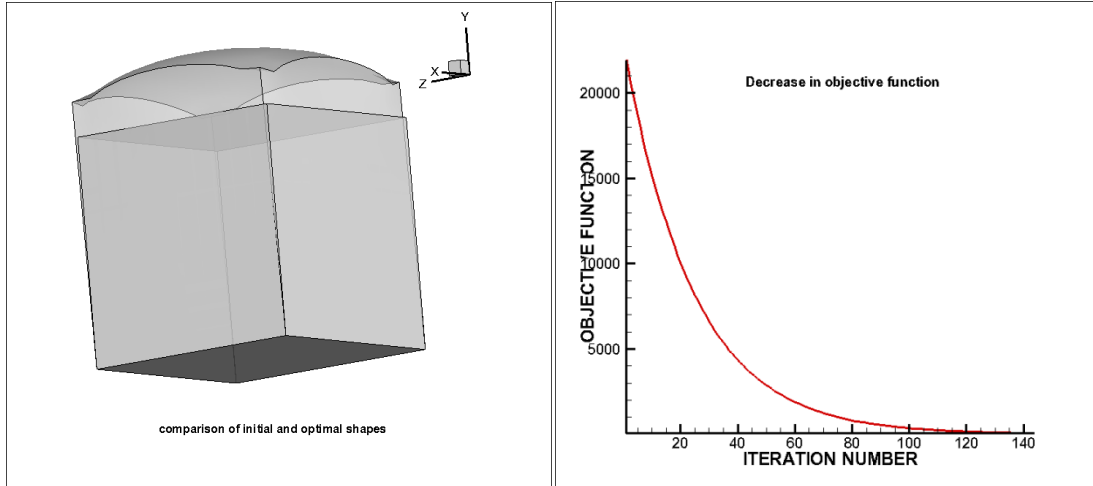 Y
X
Z
comparison of initial and optimal shapes
Decrease in objective function
OBJECTIVE FUNCTION
20000
15000
10000
5000
20 40 60 80 100 120 140
ITERATION NUMBER